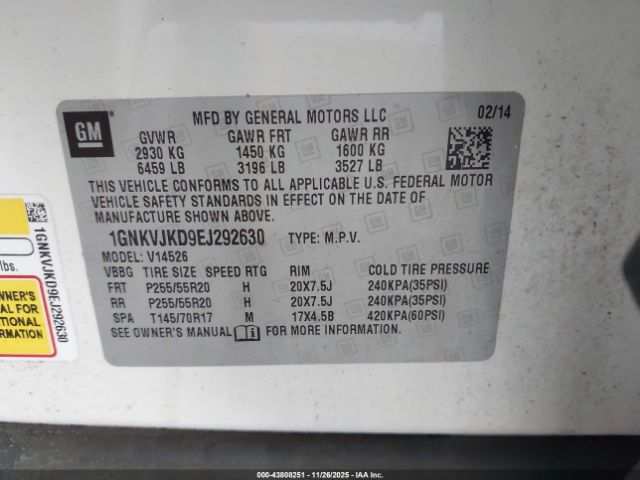 GM
MFD BY GENERAL MOTORS LLC 02/14
GVWR GAWR FRT GAWR RR
2930 KG 1450 KG 1600 KG
6459 LB 3196 LB 3527 LB
THIS VEHICLE CONFORMS TO ALL APPLICABLE U.S. FEDERAL MOTOR
VEHICLE SAFETY STANDARDS IN EFFECT ON THE DATE OF
MANUFACTURE SHOWN ABOVE.
1GNKVJKD9EJ292630 TYPE: M.P.V.
MODEL: V14526
VBBG TIRE SIZE SPEED RTG RIM COLD TIRE PRESSURE
FRT P255/55R20 H 20X7.5J 240KPA(35PSI)
RR P255/55R20 H 20X7.5J 240KPA(35PSI)
SPA T145/70R17 M 17X4.5B 420KPA(60PSI)
SEE OWNER'S MANUAL FOR MORE INFORMATION.
1GNKVJKD9EJ292630
lbs.
WNER'S
AL FOR
TIONAL
RMATION
000-43808251 - 11/26/2025 - IAA, Inc.